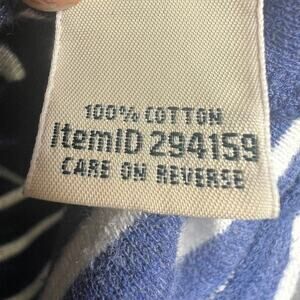 100% COTTON
ItemID 294159
CARE ON REVERSE